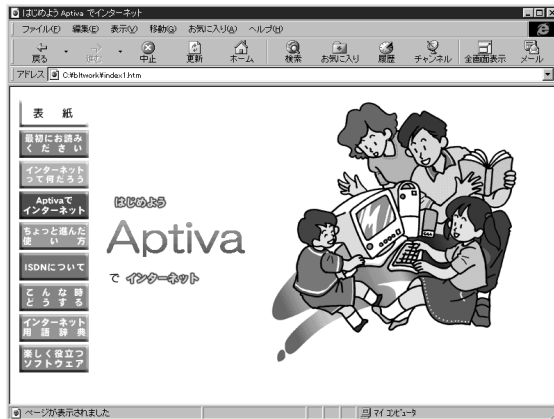 はじめよう Aptiva でインターネット
ファイル(F) 編集(E) 表示(V) 移動(G) お気に入り(A) ヘルプ(H)
戻る 進む 中止 更新 ホーム 検索 お気に入り 履歴 チャンネル 全画面表示 メール
アドレス C:¥bltwork¥index1.htm
表 紙
最初にお読み
く だ さ い
インターネット
って何だろう
Aptivaで
インターネット
ちょっと進んだ
使 い 方
ISDNについて
こ ん な 時
ど う す る
インターネット
用 語 辞 典
楽しく役立つ
ソフトウェア
はじめよう
Aptiva
で インターネット
ページが表示されました マイ コンピュータ